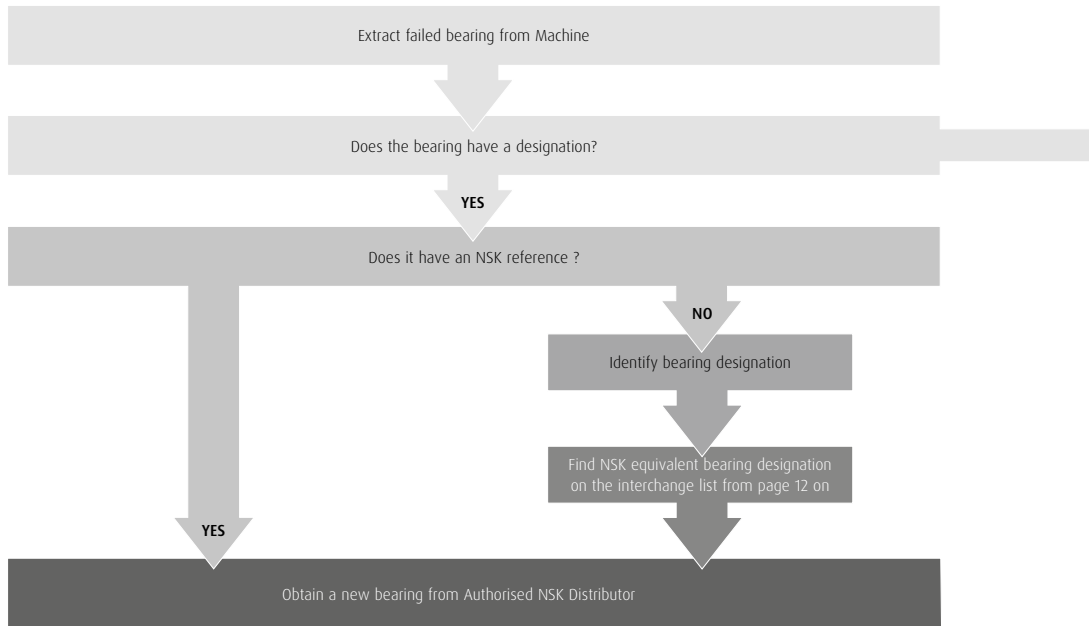 Extract failed bearing from Machine
Does the bearing have a designation?
YES
Does it have an NSK reference ?
NO
Identify bearing designation
Find NSK equivalent bearing designation
on the interchange list from page 12 on
YES
Obtain a new bearing from Authorised NSK Distributor